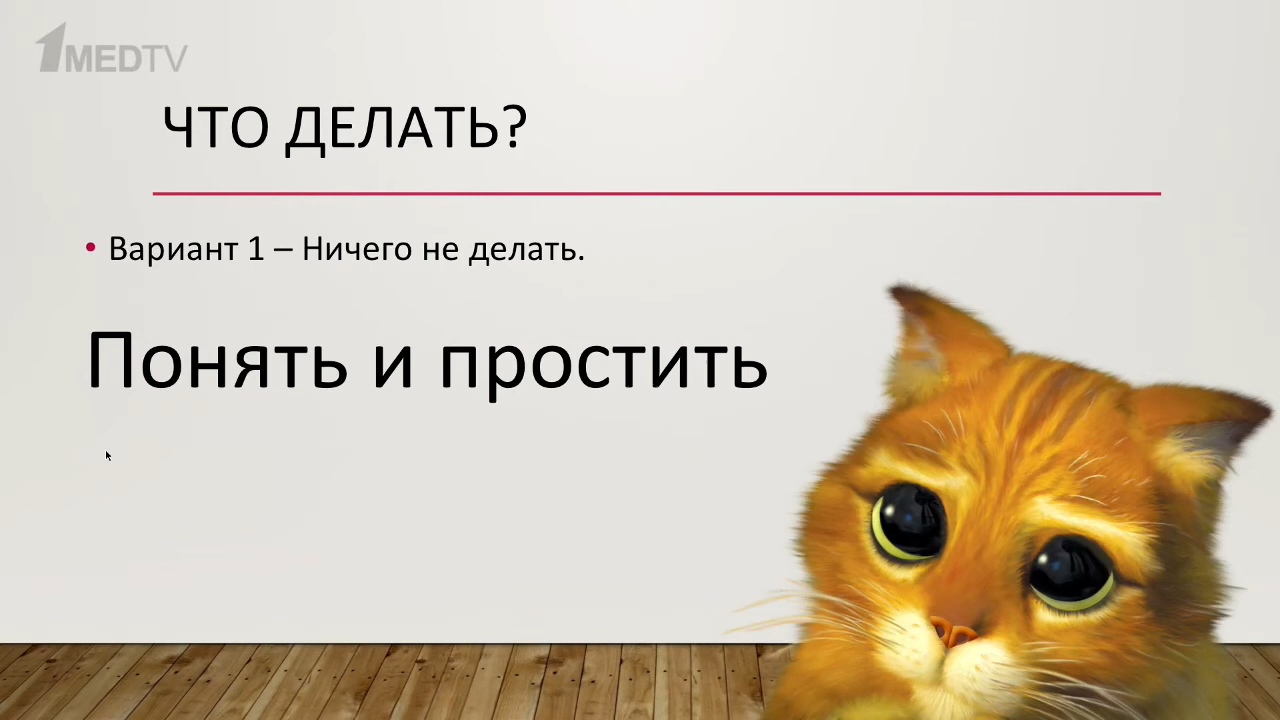 1MEDTV
ЧТО ДЕЛАТЬ?
• Вариант 1 – Ничего не делать.
Понять и простить